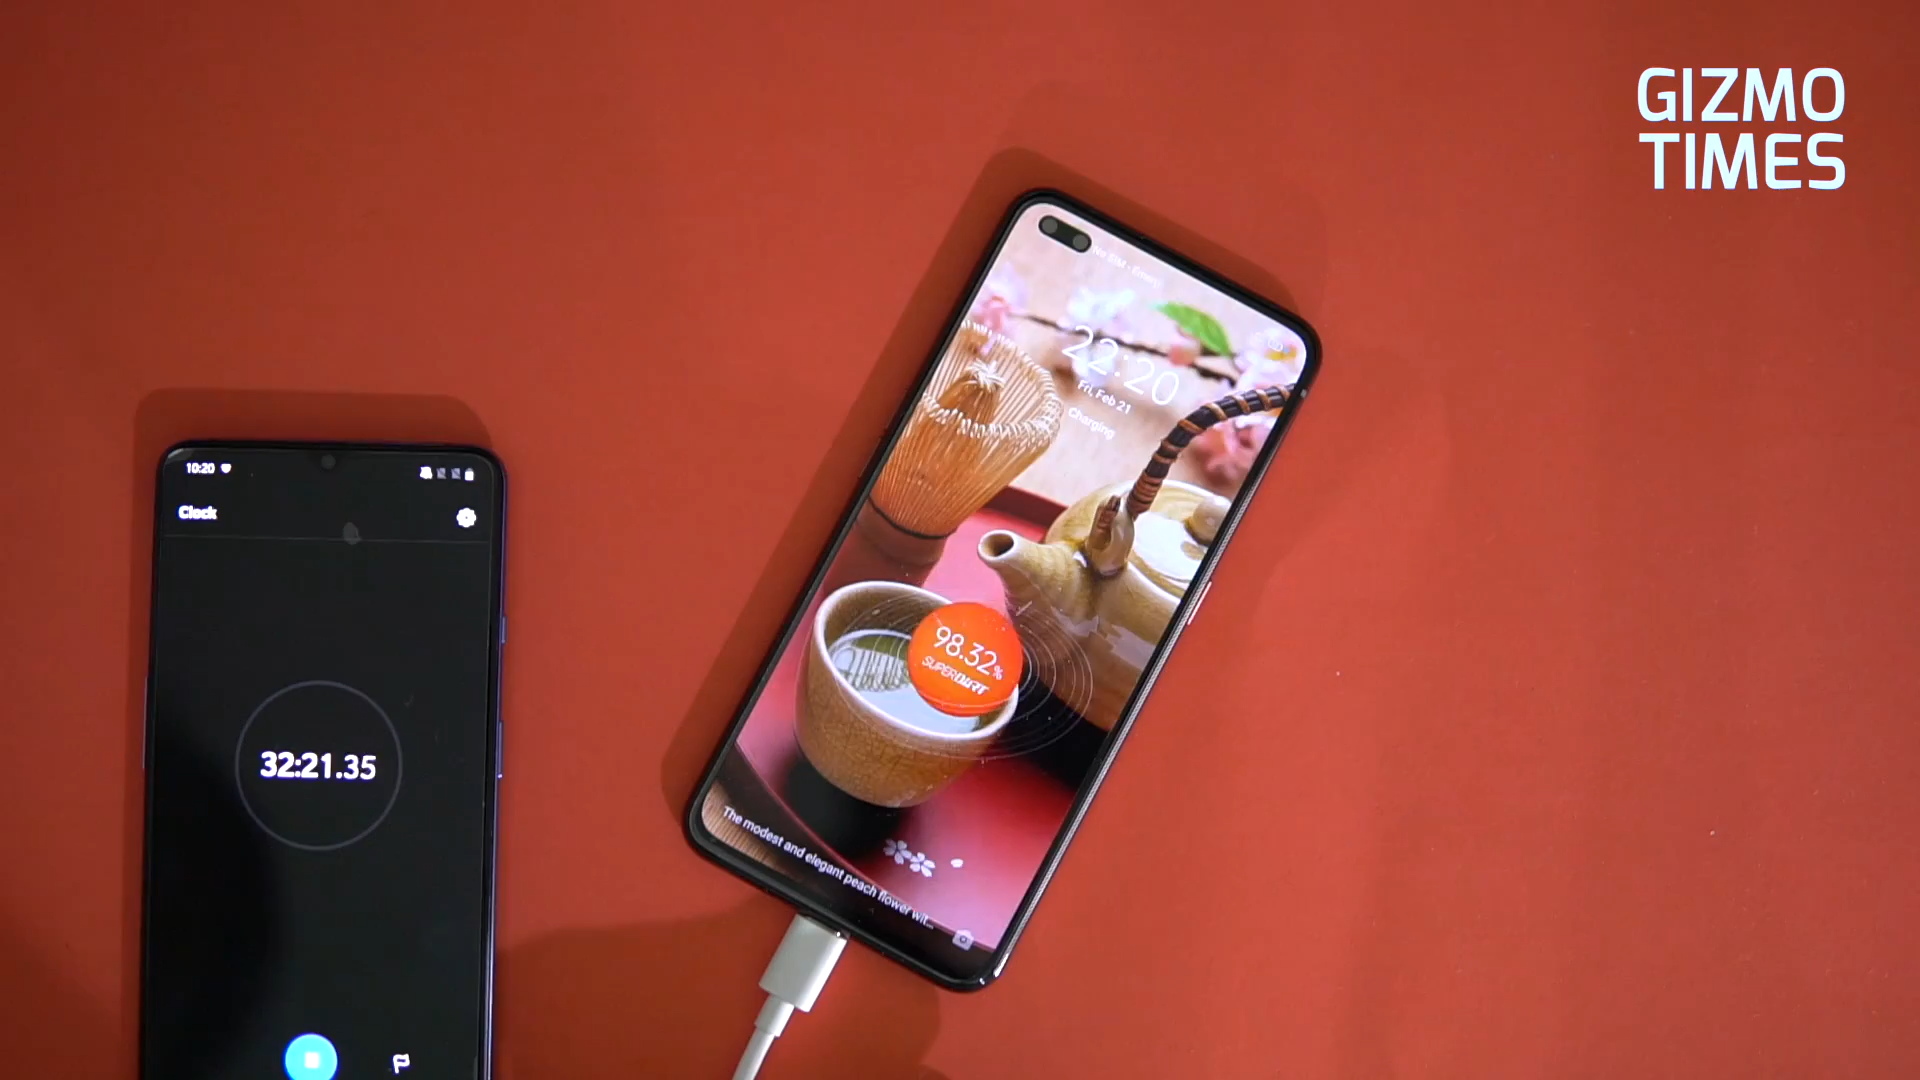 GIZMO
TIMES
22:20
Fri, Feb 21
Charging
98.32%
SUPERDART
The modest and elegant peach flower wit...
10:20
Clock
32:21.35